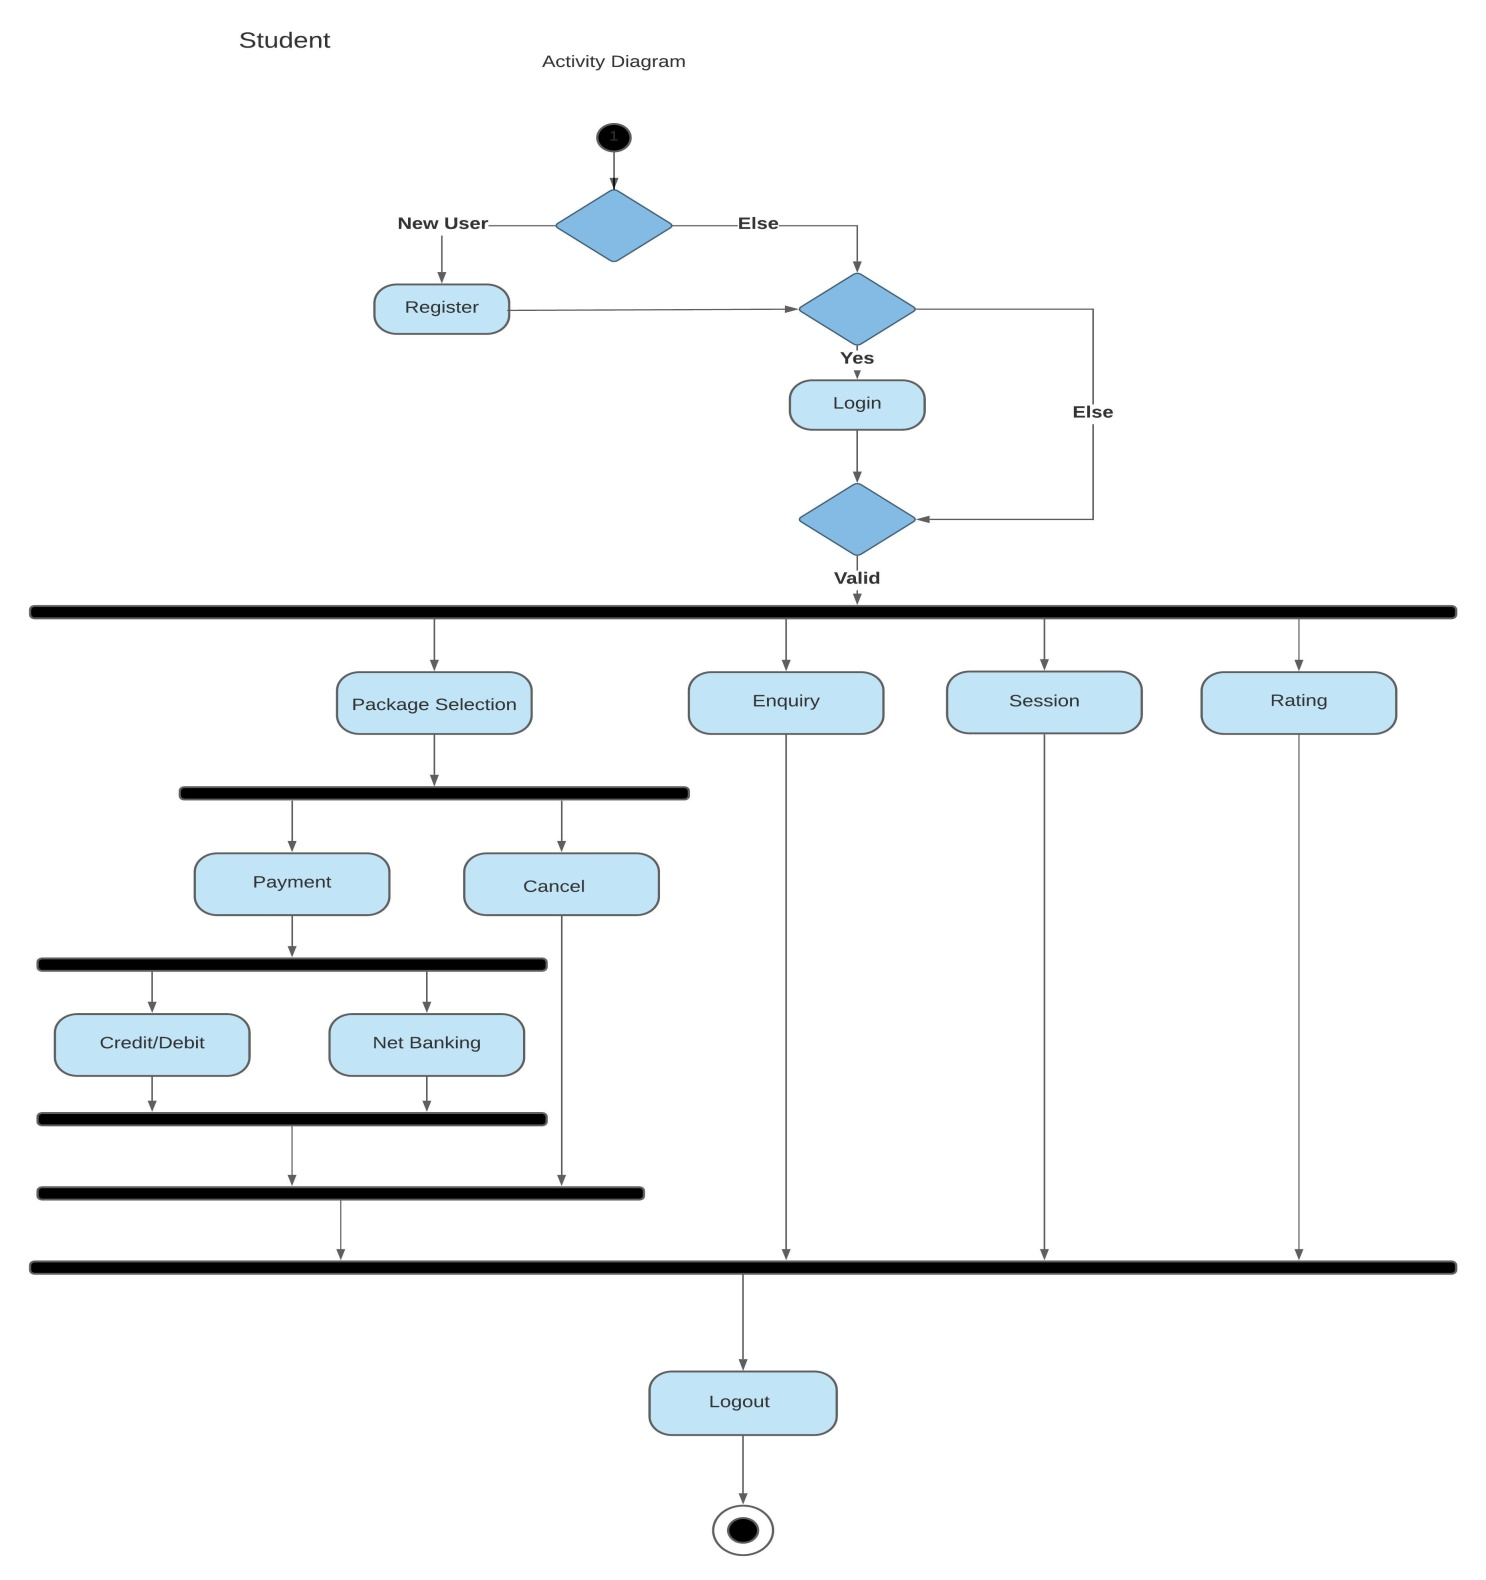 Student
Activity Diagram
1
New User
Else
Register
Yes
Login
Else
Valid
Package Selection
Enquiry
Session
Rating
Payment
Cancel
Credit/Debit
Net Banking
Logout